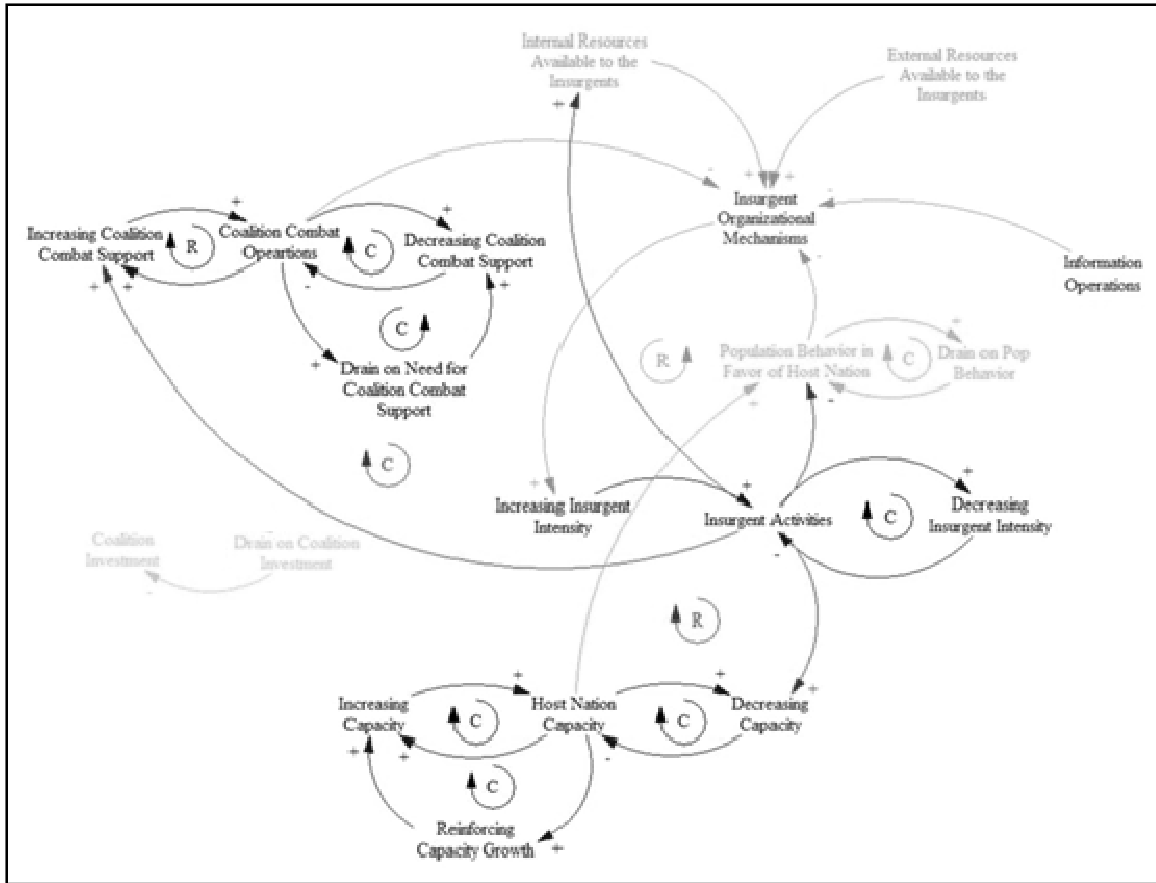 Internal Resources
Available to the
Insurgents
+
External Resources
Available to the
Insurgents
-
+
+
-
Insurgent
Organizational
Mechanisms
-
+
Increasing Coalition
Combat Support
+
+
R
Coalition Combat
Opeartions
C
+
-
Decreasing Coalition
Combat Support
+
C
+
Drain on Need for
Coalition Combat
Support
C
Information
Operations
R
Population Behavior in
Favor of Host Nation
+
-
C
Drain on Pop
Behavior
+
Increasing Insurgent
Intensity
+
Insurgent Activities
-
C
+
Decreasing
Insurgent Intensity
Coalition
Investment
-
Drain on Coalition
Investment
R
Increasing
Capacity
+
+
C
+
Host Nation
Capacity
C
+
-
Decreasing
Capacity
+
C
Reinforcing
Capacity Growth
+